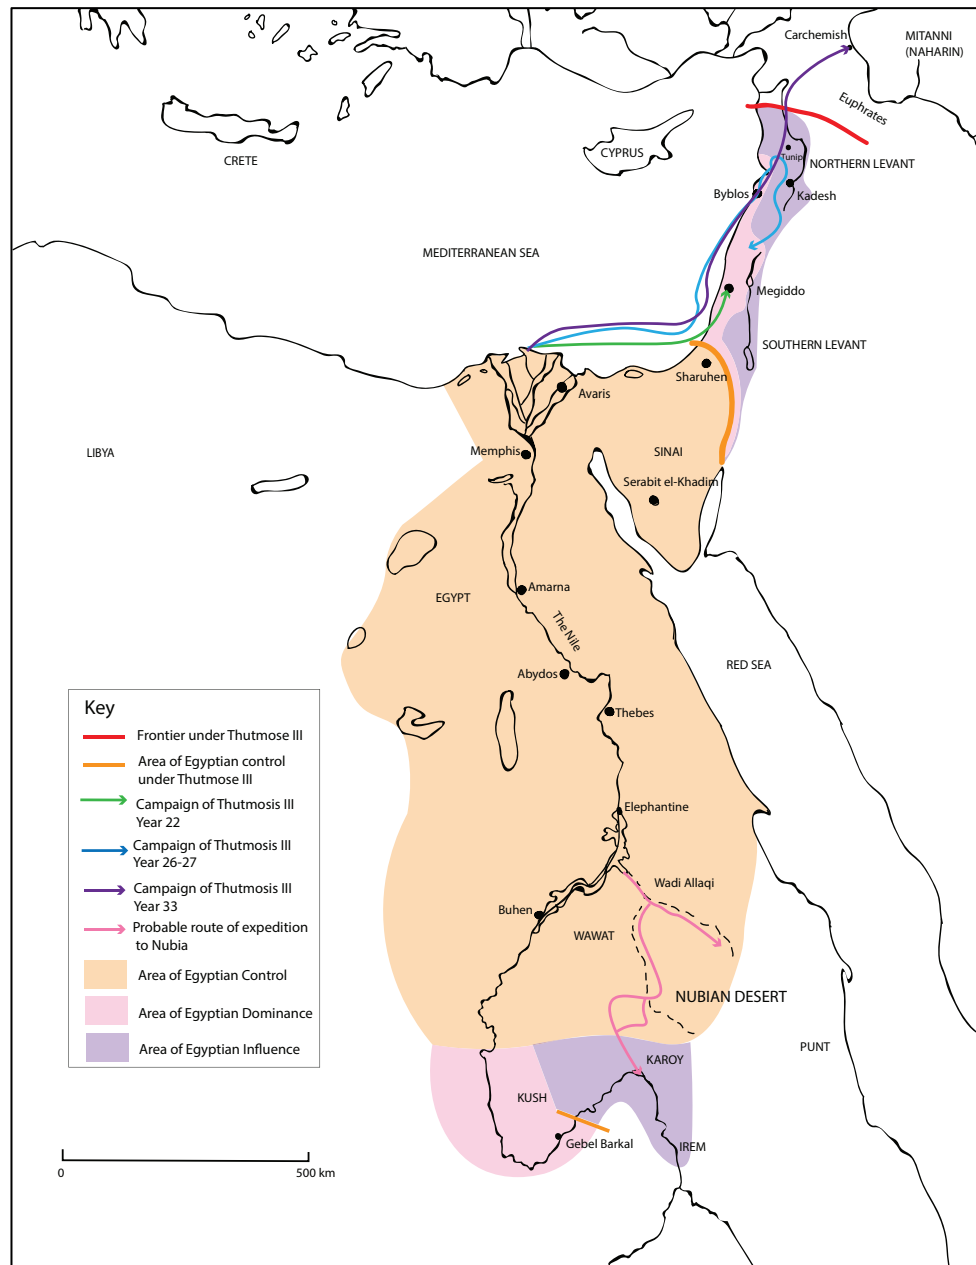 Carchemish
MITANNI
(NAHARIN)
Euphrates
CRETE
CYPRUS
Tunip
NORTHERN LEVANT
Byblos
Kadesh
MEDITERRANEAN SEA
Megiddo
SOUTHERN LEVANT
Sharuhen
Avaris
LIBYA
Memphis
SINAI
Serabit el-Khadim
Amarna
EGYPT
The Nile
Abydos
RED SEA
Thebes
Key
Frontier under Thutmose III
Area of Egyptian control
under Thutmose III
Campaign of Thutmosis III
Year 22
Campaign of Thutmosis III
Year 26-27
Campaign of Thutmosis III
Year 33
Probable route of expedition
to Nubia
Area of Egyptian Control
Area of Egyptian Dominance
Area of Egyptian Influence
Elephantine
Wadi Allaqi
Buhen
WAWAT
NUBIAN DESERT
PUNT
KAROY
KUSH
Gebel Barkal
IREM
0
500 km